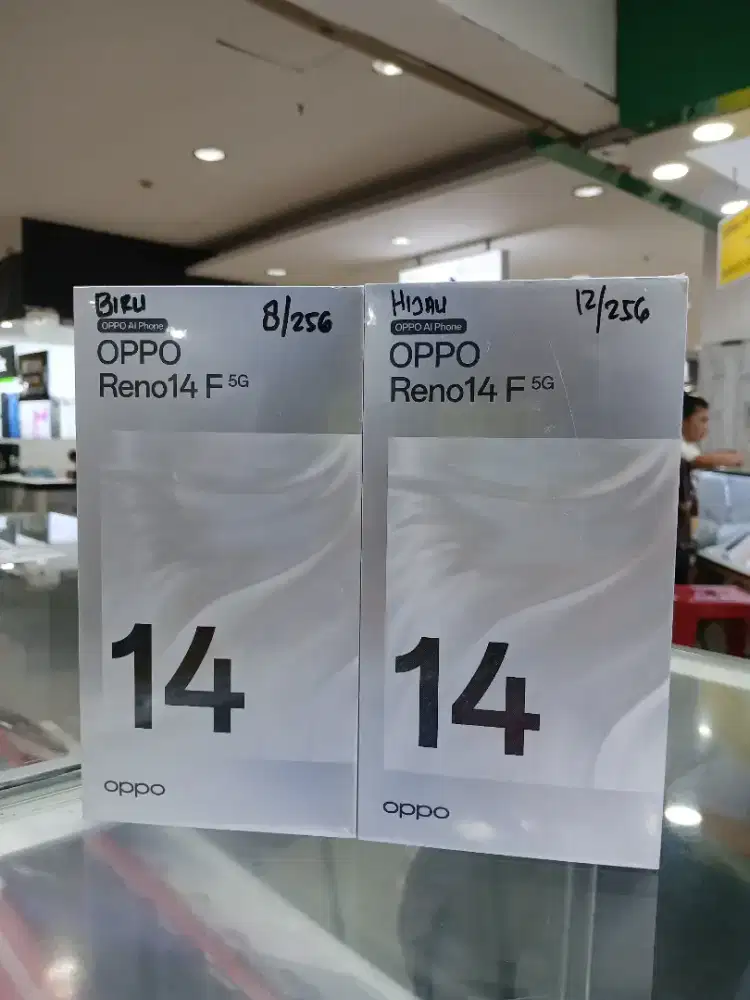 BIRU
8/256
OPPO AI Phone
OPPO
Reno14 F 5G
14
oppo
HIJAU
12/256
OPPO AI Phone
OPPO
Reno14 F 5G
14
oppo